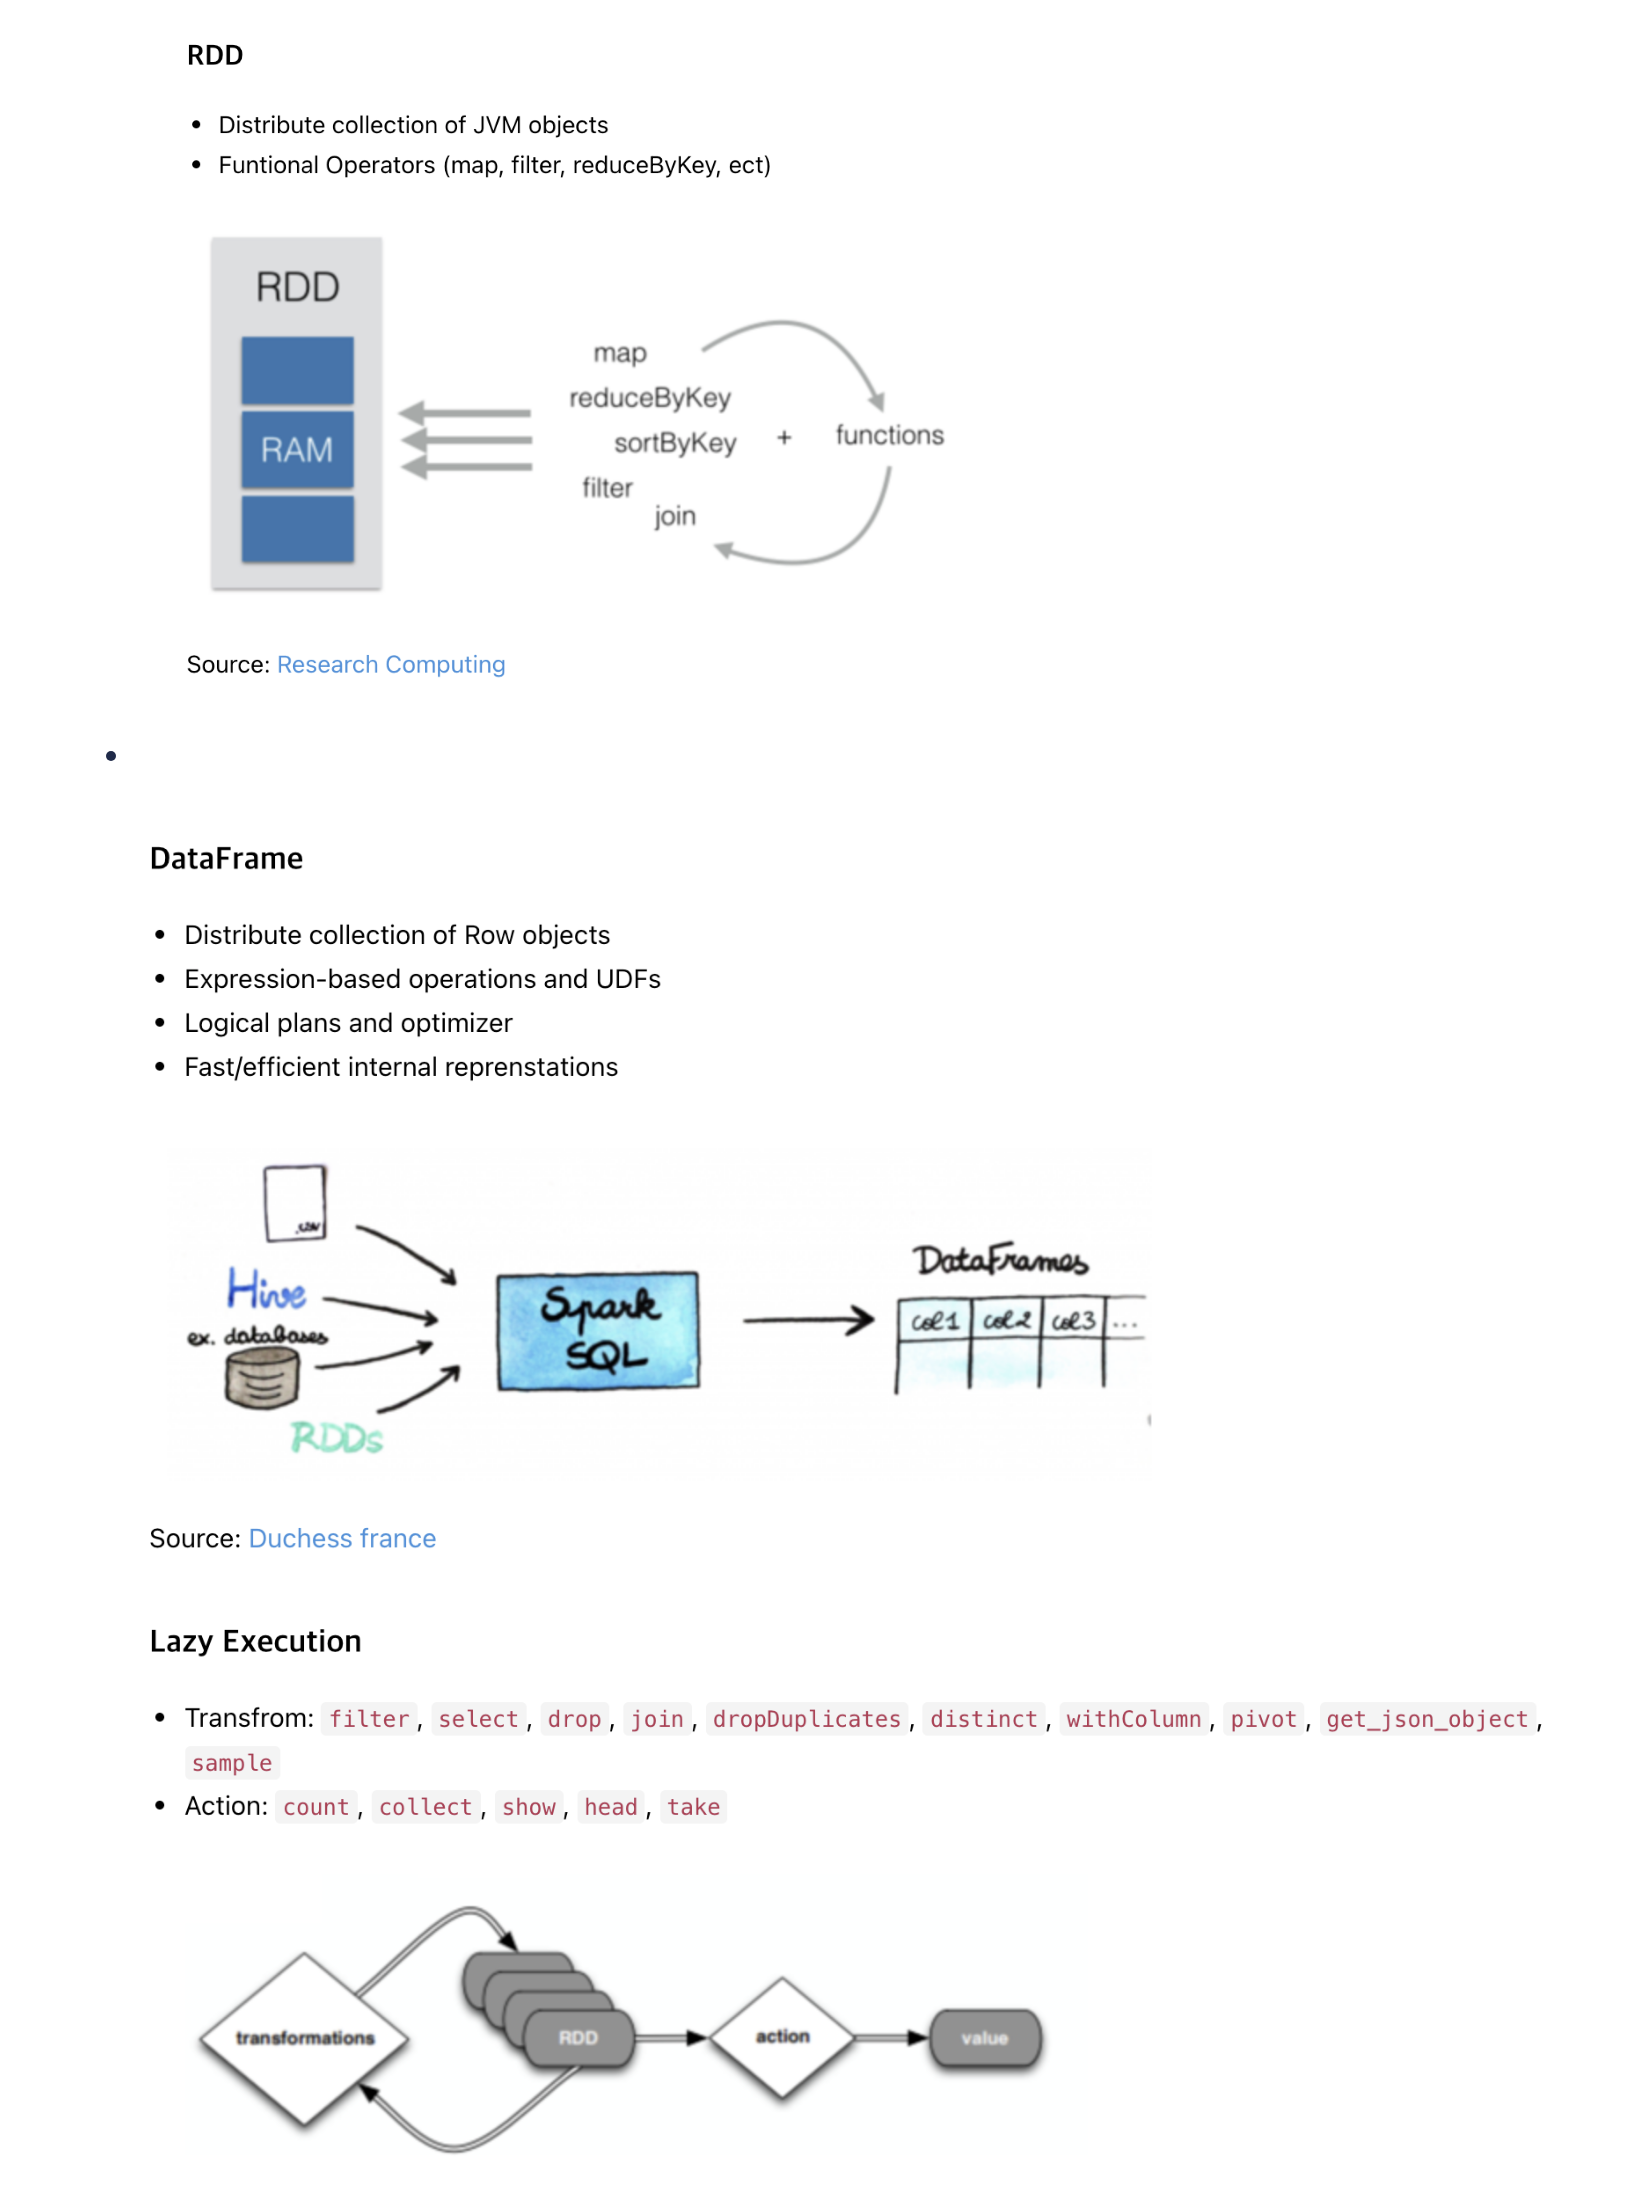 RDD
• Distribute collection of JVM objects
• Funtional Operators (map, filter, reduceByKey, ect)
RDD
RAM
map
reduceByKey
sortByKey + functions
filter
join
Source: Research Computing
•
DataFrame
• Distribute collection of Row objects
• Expression-based operations and UDFs
• Logical plans and optimizer
• Fast/efficient internal reprenstations
.csv
Hive
ex. databases
RDDs
Spark
SQL
DataFrames
col1 col2 col3 ...
Source: Duchess france
Lazy Execution
• Transfrom: filter, select, drop, join, dropDuplicates, distinct, withColumn, pivot, get_json_object,
sample
• Action: count, collect, show, head, take
transformations
RDD
action
value